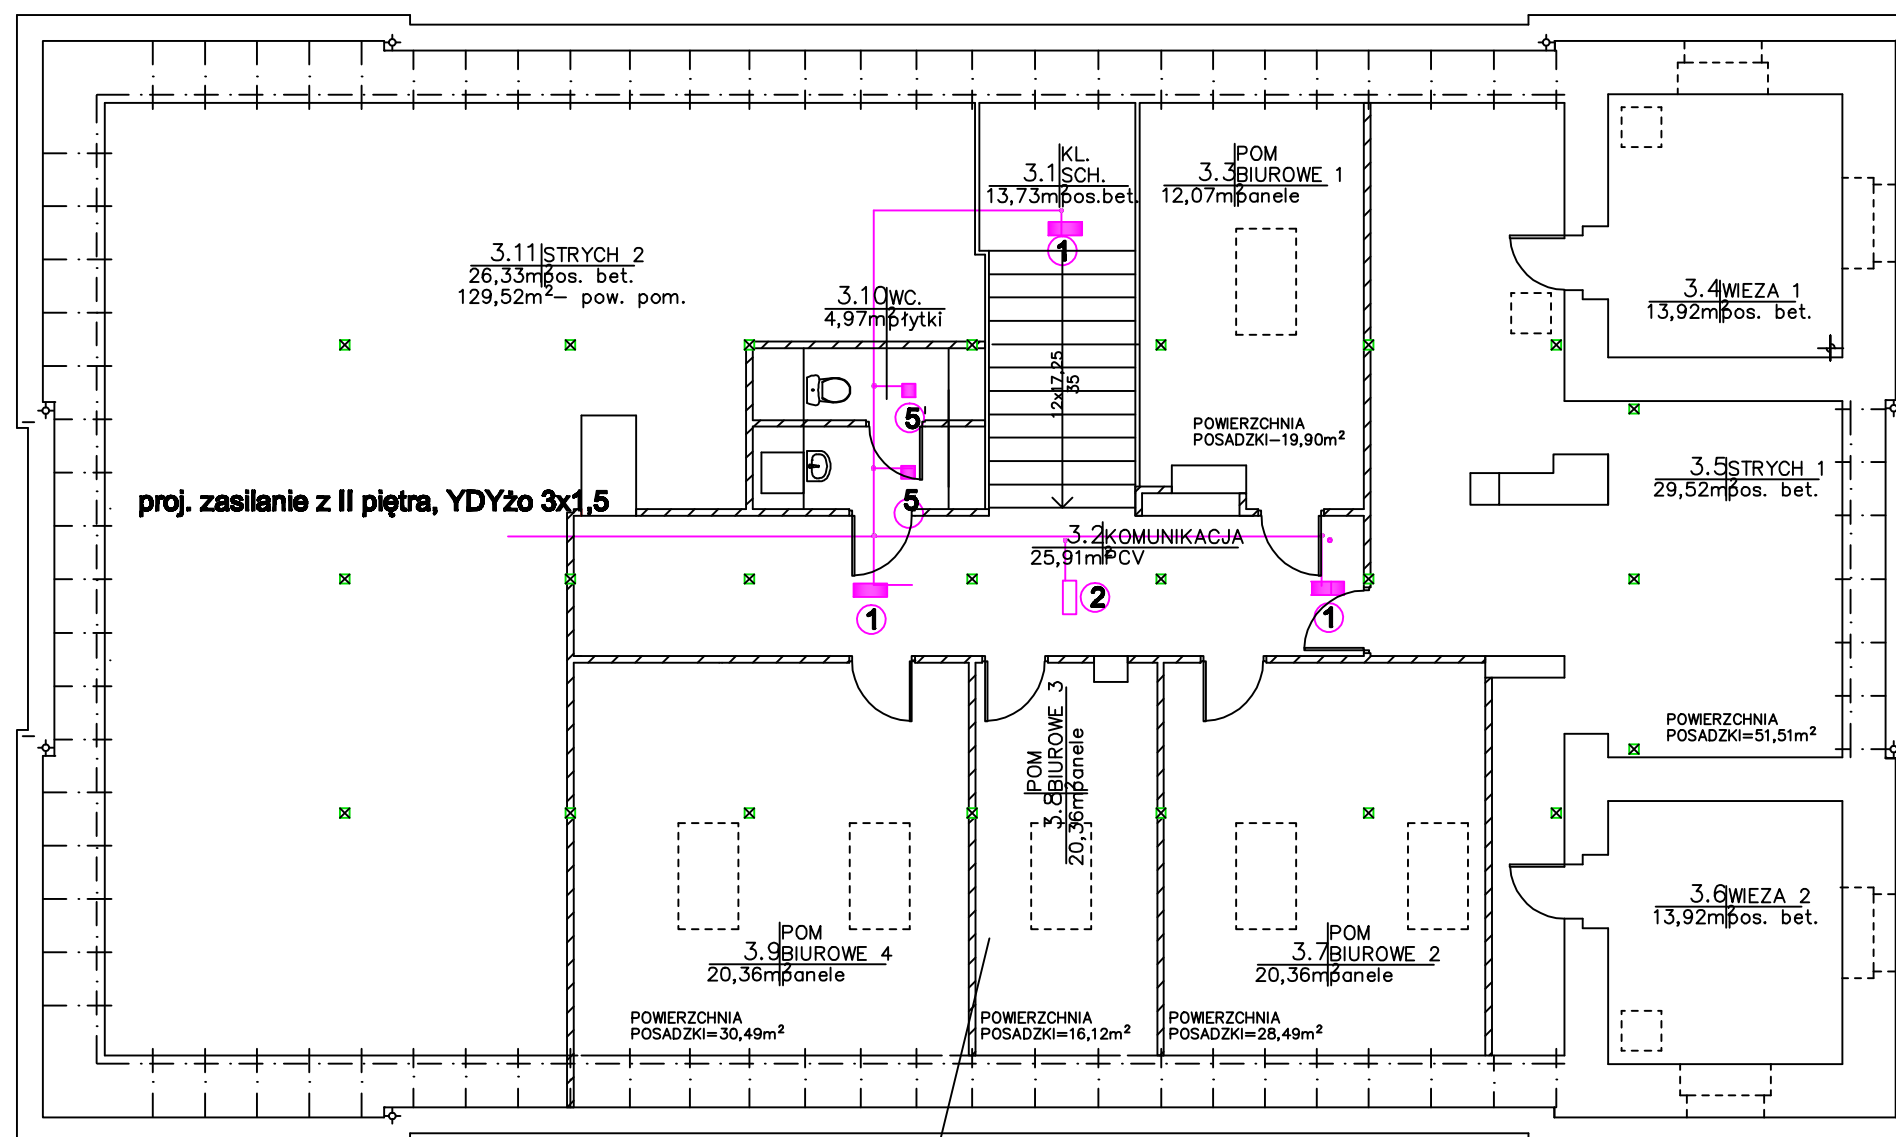 KL.
3.1 SCH.
13,73m² pos.bet.
POM
3.3 BIUROWE 1
12,07m² panele
3.11 STRYCH 2
26,33m² pos. bet.
129,52m² – pow. pom.
3.10 WC.
4,97m² płytki
3.4 WIEZA 1
13,92m² pos. bet.
1
12x17,25
35
5
POWIERZCHNIA
POSADZKI–19,90m²
3.5 STRYCH 1
29,52m² pos. bet.
proj. zasilanie z II piętra, YDYżo 3x1,5
5
3.2 KOMUNIKACJA
25,91m² PCV
1
2
1
POM
3.8 BIUROWE 3
20,36m² panele
POWIERZCHNIA
POSADZKI=51,51m²
3.6 WIEZA 2
13,92m² pos. bet.
POM
3.9 BIUROWE 4
20,36m² panele
POM
3.7 BIUROWE 2
20,36m² panele
POWIERZCHNIA
POSADZKI=30,49m²
POWIERZCHNIA
POSADZKI=16,12m²
POWIERZCHNIA
POSADZKI=28,49m²